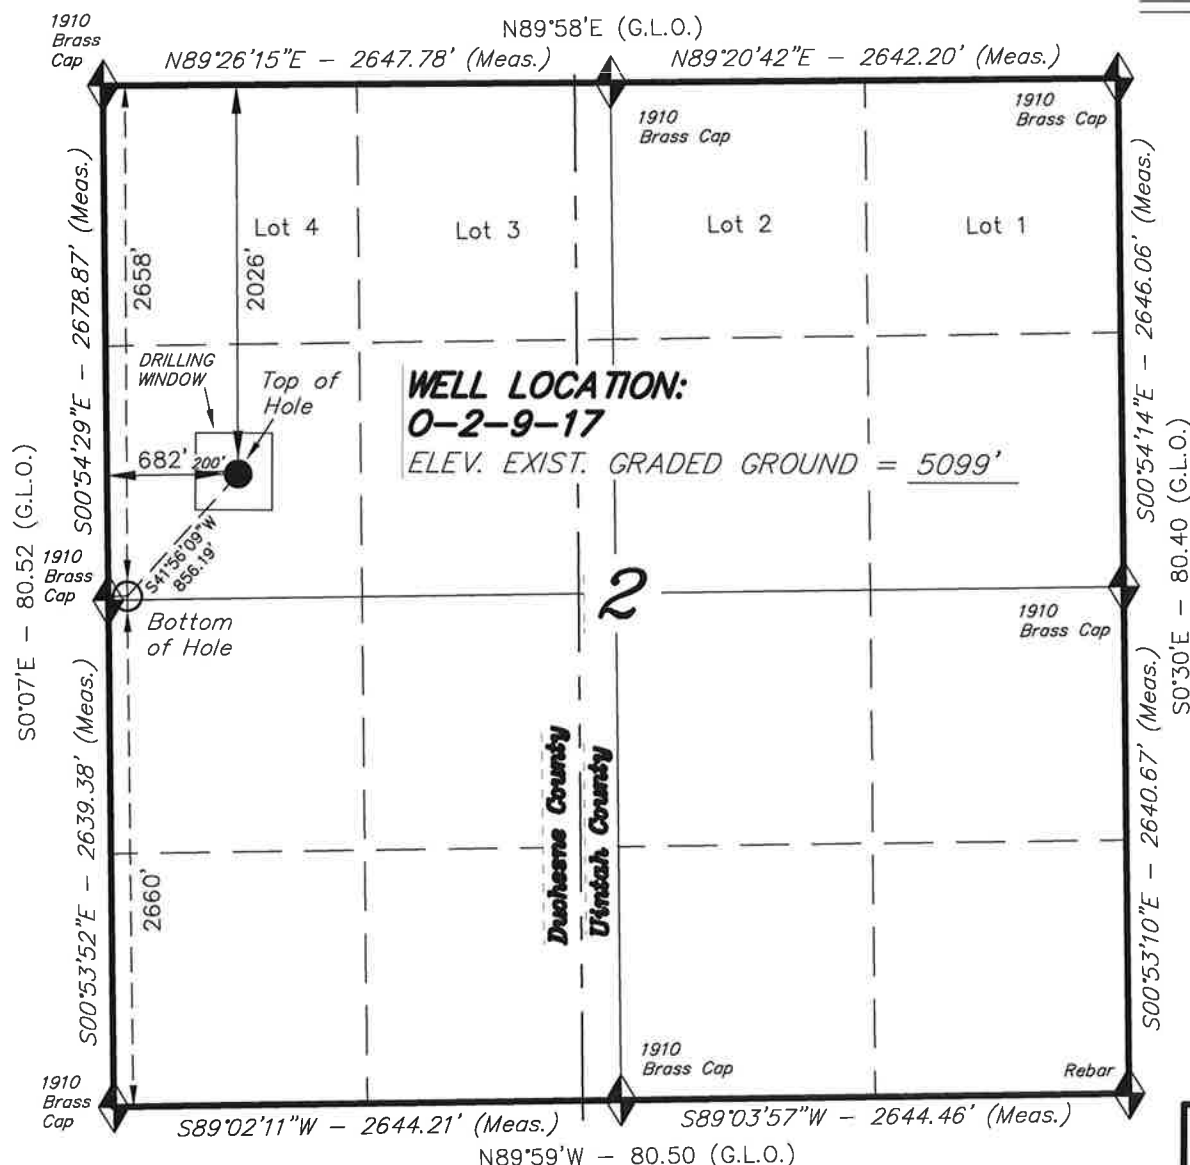 1910
Brass
Cap
N89°58'E (G.L.O.)
N89°26'15"E – 2647.78' (Meas.)
N89°20'42"E – 2642.20' (Meas.)
1910
Brass Cap
1910
Brass Cap
Lot 4
Lot 3
Lot 2
Lot 1
S00°54'29"E – 2678.87' (Meas.)
2658'
2026'
S00°54'14"E – 2646.06' (Meas.)
DRILLING
WINDOW
Top of
Hole
WELL LOCATION:
O-2-9-17
ELEV. EXIST. GRADED GROUND = 5099'
682'
200'
S41°56'09"W
856.19'
S0°07'E – 80.52 (G.L.O.)
S0°30'E – 80.40 (G.L.O.)
1910
Brass
Cap
2
Bottom
of Hole
1910
Brass Cap
S00°53'52"E – 2639.38' (Meas.)
2660'
Duchesne County
Uintah County
S00°53'10"E – 2640.67' (Meas.)
1910
Brass
Cap
1910
Brass Cap
Rebar
S89°02'11"W – 2644.21' (Meas.)
S89°03'57"W – 2644.46' (Meas.)
N89°59'W – 80.50 (G.L.O.)